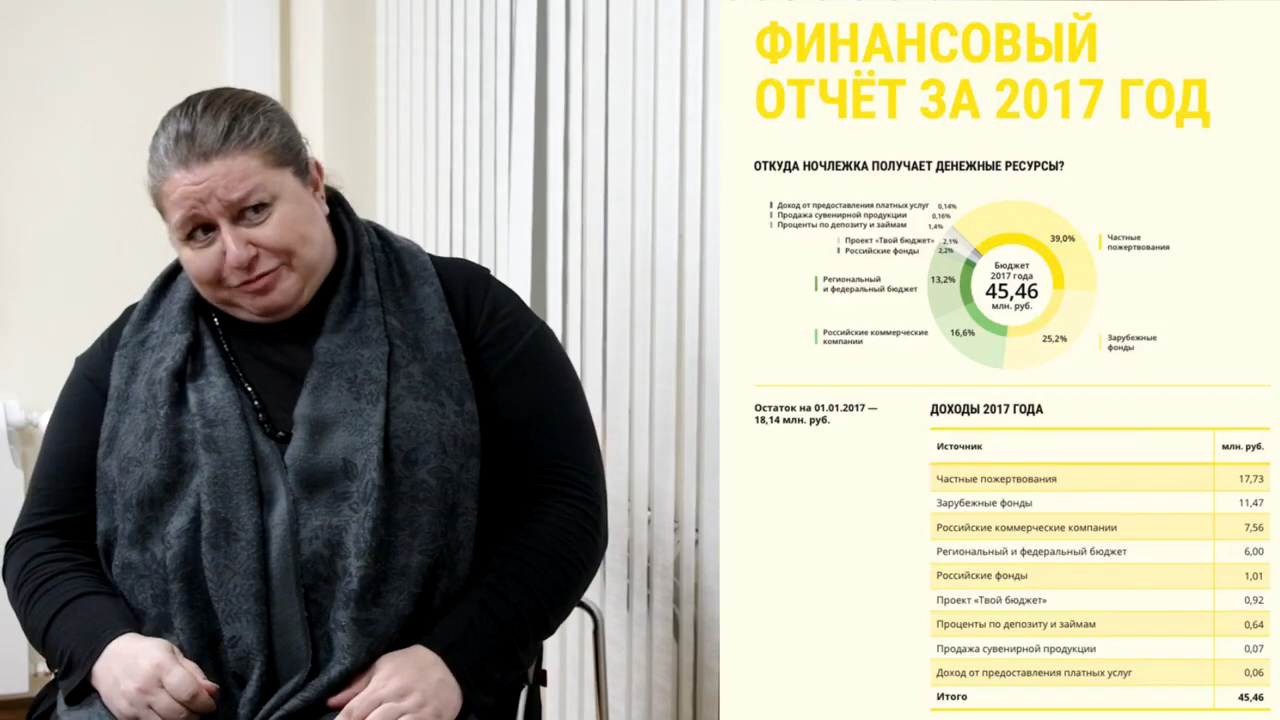 ФИНАНСОВЫЙ
ОТЧЁТ ЗА 2017 ГОД
ОТКУДА НОЧЛЕЖКА ПОЛУЧАЕТ ДЕНЕЖНЫЕ РЕСУРСЫ?
Доход от предоставления платных услуг 0,14%
Продажа сувенирной продукции 0,16%
Проценты по депозиту и займам 1,4%
Проект «Твой бюджет» 2,1%
Российские фонды 2,2%
Региональный
и федеральный бюджет
13,2%
Российские коммерческие
компании
16,6%
39,0%
Частные
пожертвования
25,2%
Зарубежные
фонды
Бюджет
2017 года
45,46
млн. руб.
Остаток на 01.01.2017 —
18,14 млн. руб.
ДОХОДЫ 2017 ГОДА
Источник млн. руб.
Частные пожертвования 17,73
Зарубежные фонды 11,47
Российские коммерческие компании 7,56
Региональный и федеральный бюджет 6,00
Российские фонды 1,01
Проект «Твой бюджет» 0,92
Проценты по депозиту и займам 0,64
Продажа сувенирной продукции 0,07
Доход от предоставления платных услуг 0,06
Итого 45,46